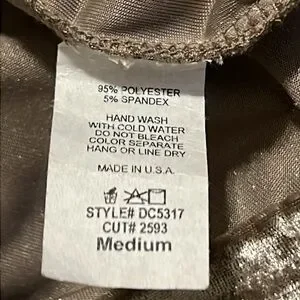 95% POLYESTER
5% SPANDEX
HAND WASH
WITH COLD WATER
DO NOT BLEACH
COLOR SEPARATE
HANG OR LINE DRY
MADE IN U.S.A.
STYLE# DC5317
CUT# 2593
Medium